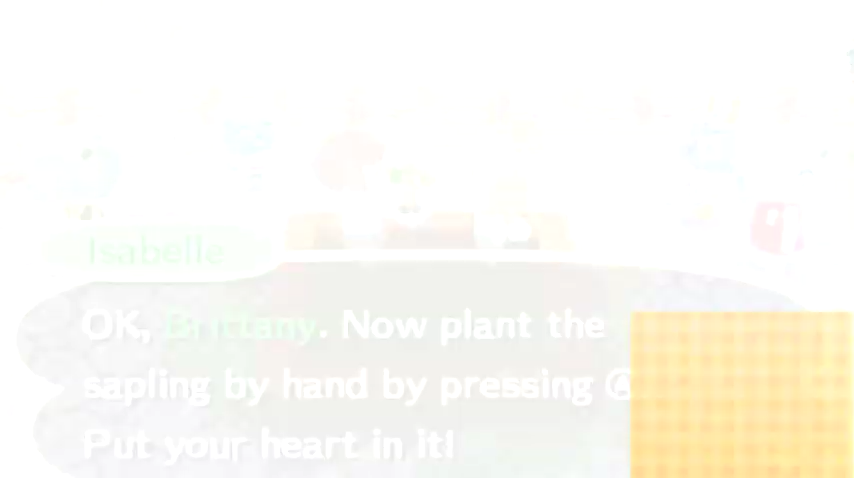 Isabelle
OK, Brittany. Now plant the
sapling by hand by pressing Ⓐ
Put your heart in it!